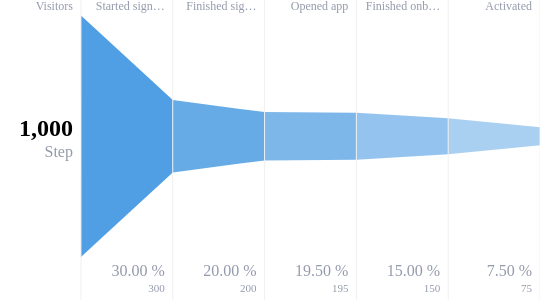 Visitors Started sign… Finished sig… Opened app Finished onb… Activated
1,000
Step
30.00 % 20.00 % 19.50 % 15.00 % 7.50 %
300 200 195 150 75